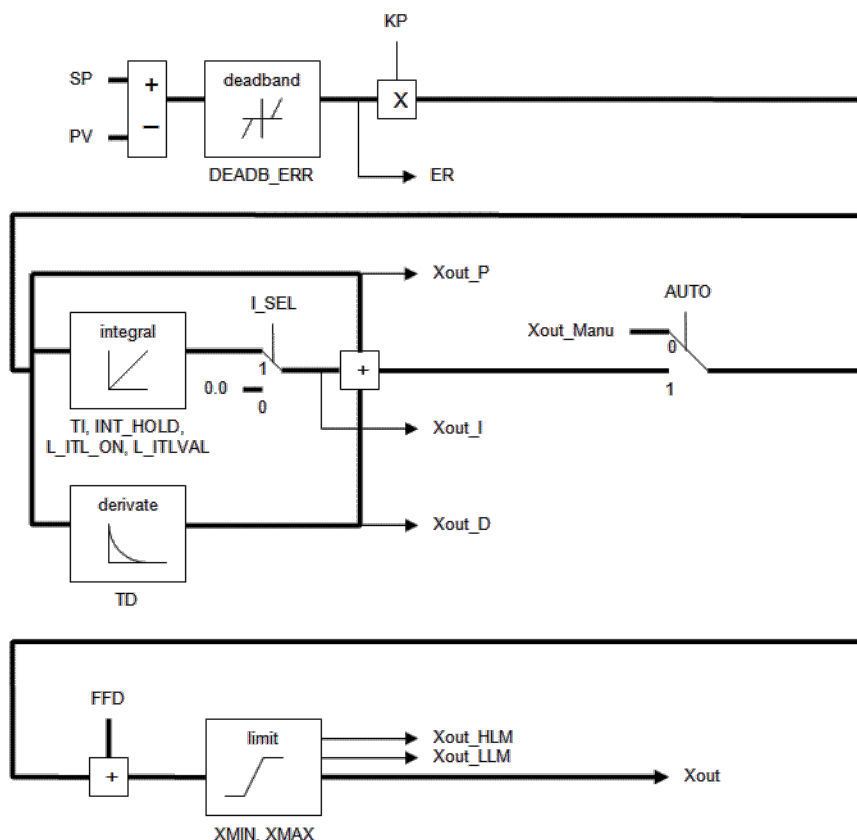 KP
SP
+
deadband
X
PV
−
DEADB_ERR
ER
Xout_P
I_SEL
AUTO
integral
Xout_Manu
0
1
+
0.0
0
1
TI, INT_HOLD,
L_ITL_ON, L_ITLVAL
Xout_I
derivate
Xout_D
TD
FFD
limit
Xout_HLM
Xout_LLM
+
Xout
XMIN, XMAX